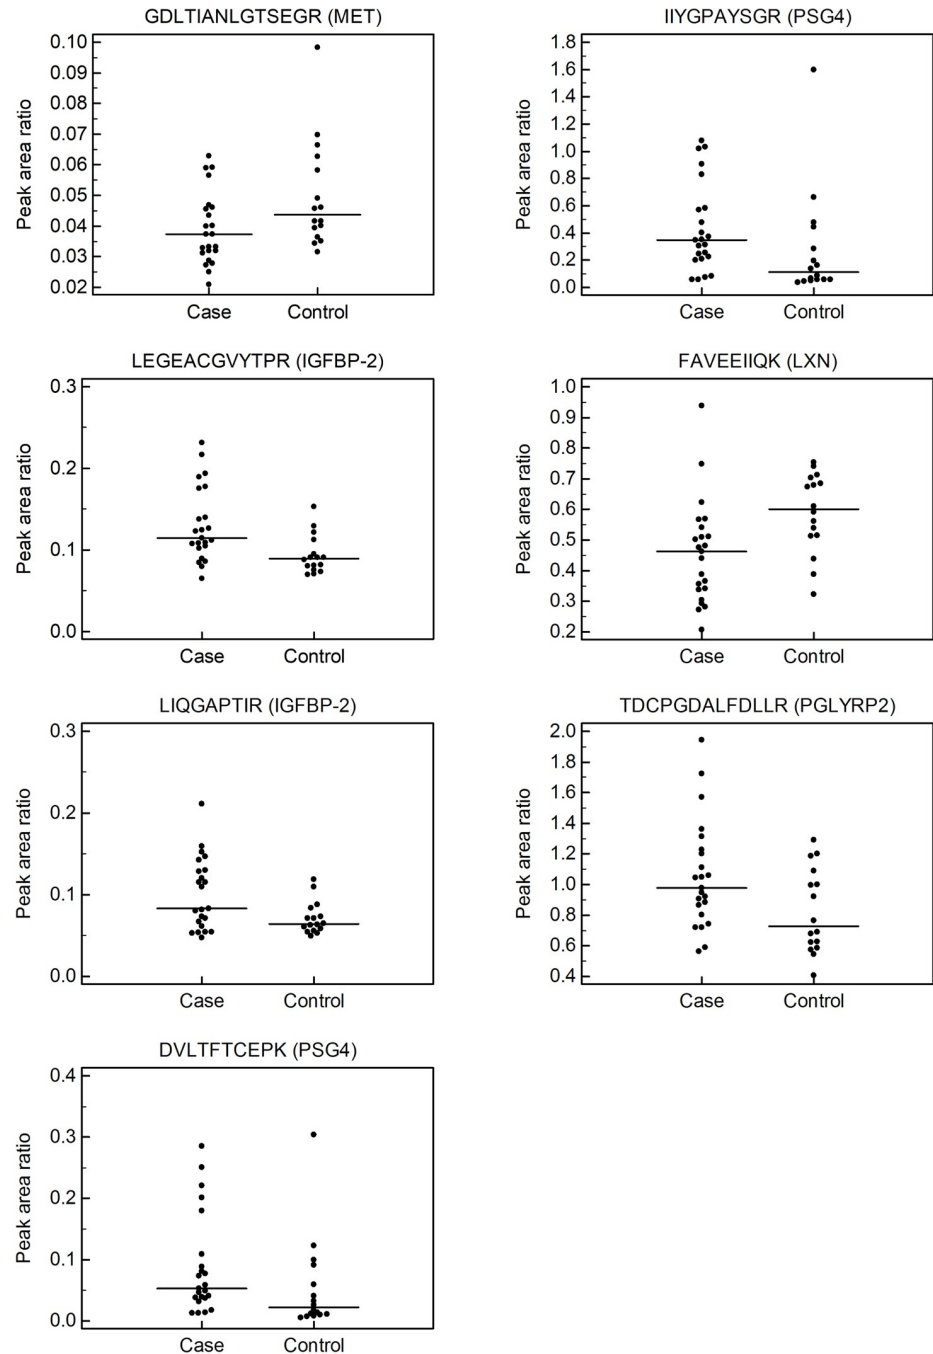 GDLTIANLGTSEGR (MET)
0.10
0.09
0.08
0.07
0.06
0.05
0.04
0.03
0.02
Peak area ratio
Case Control
IIYGPAYSGR (PSG4)
1.8
1.6
1.4
1.2
1.0
0.8
0.6
0.4
0.2
0.0
Peak area ratio
Case Control
LEGEACGVYTPR (IGFBP-2)
0.3
0.2
0.1
0.0
Peak area ratio
Case Control
FAVEEIIQK (LXN)
1.0
0.9
0.8
0.7
0.6
0.5
0.4
0.3
0.2
Peak area ratio
Case Control
LIQGAPTIR (IGFBP-2)
0.3
0.2
0.1
0.0
Peak area ratio
Case Control
TDCPGDALFDLLR (PGLYRP2)
2.0
1.8
1.6
1.4
1.2
1.0
0.8
0.6
0.4
Peak area ratio
Case Control
DVLTFTCEPK (PSG4)
0.4
0.3
0.2
0.1
0.0
Peak area ratio
Case Control